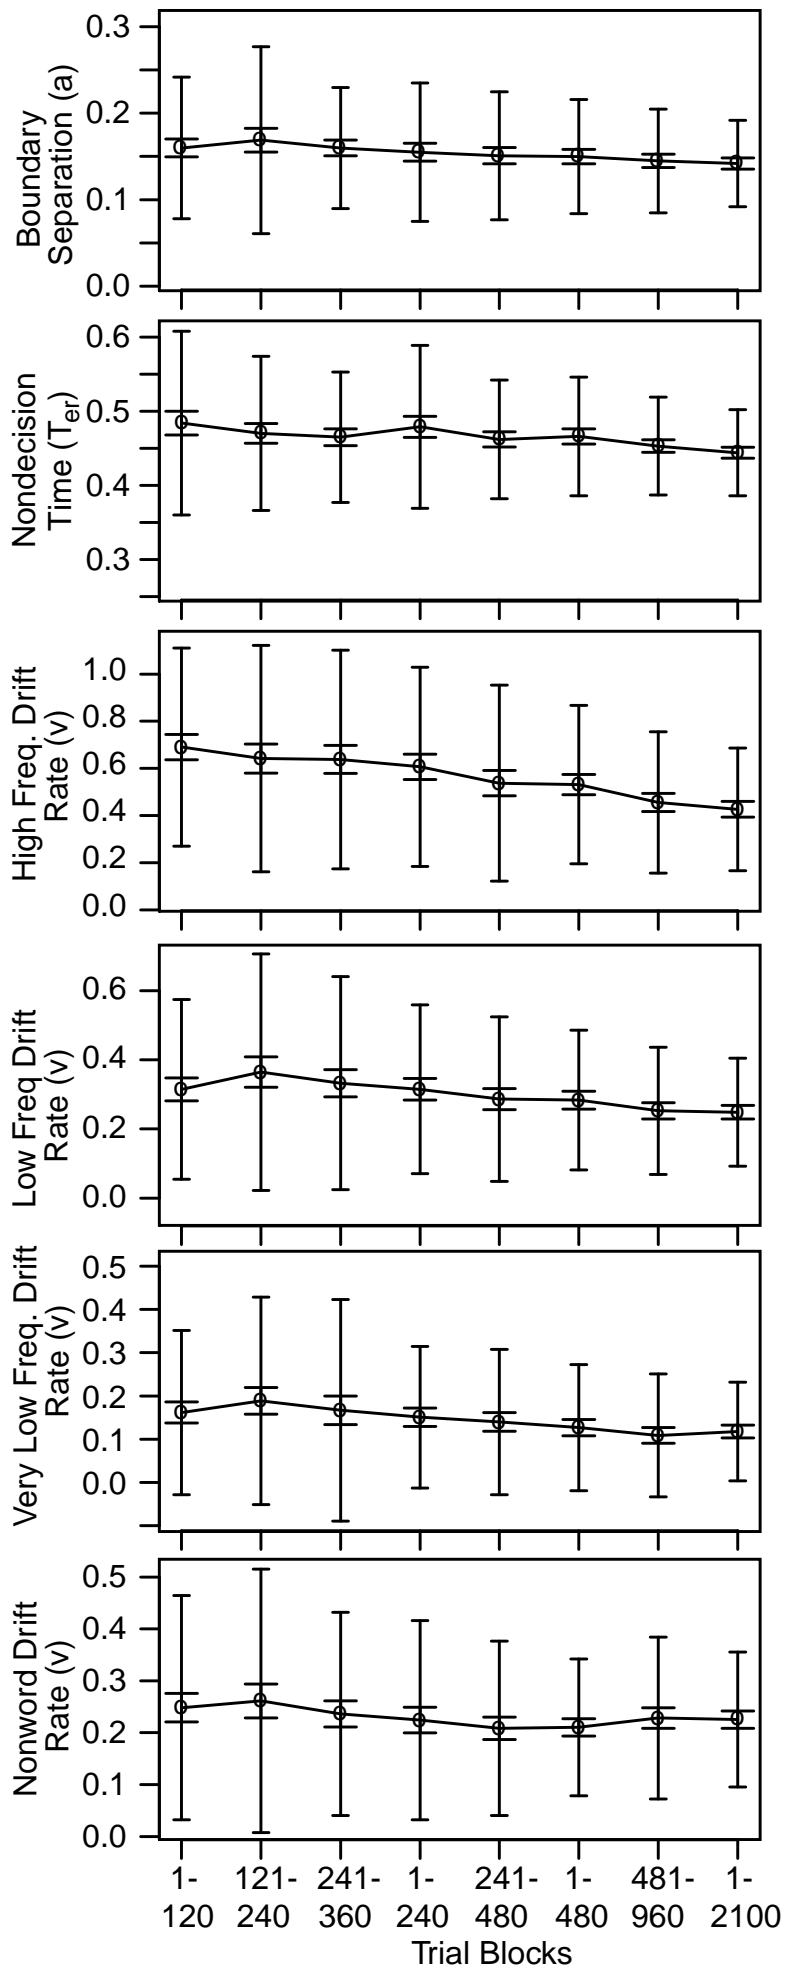 Boundary
Separation (a)
0.3
0.2
0.1
0.0
Nondecision
Time (Ter)
0.6
0.5
0.4
0.3
High Freq. Drift
Rate (v)
1.0
0.8
0.6
0.4
0.2
0.0
Low Freq Drift
Rate (v)
0.6
0.4
0.2
0.0
Very Low Freq. Drift
Rate (v)
0.5
0.4
0.3
0.2
0.1
0.0
Nonword Drift
Rate (v)
0.5
0.4
0.3
0.2
0.1
0.0
1- 121- 241- 1- 241- 1- 481- 1-
120 240 360 240 480 480 960 2100
Trial Blocks